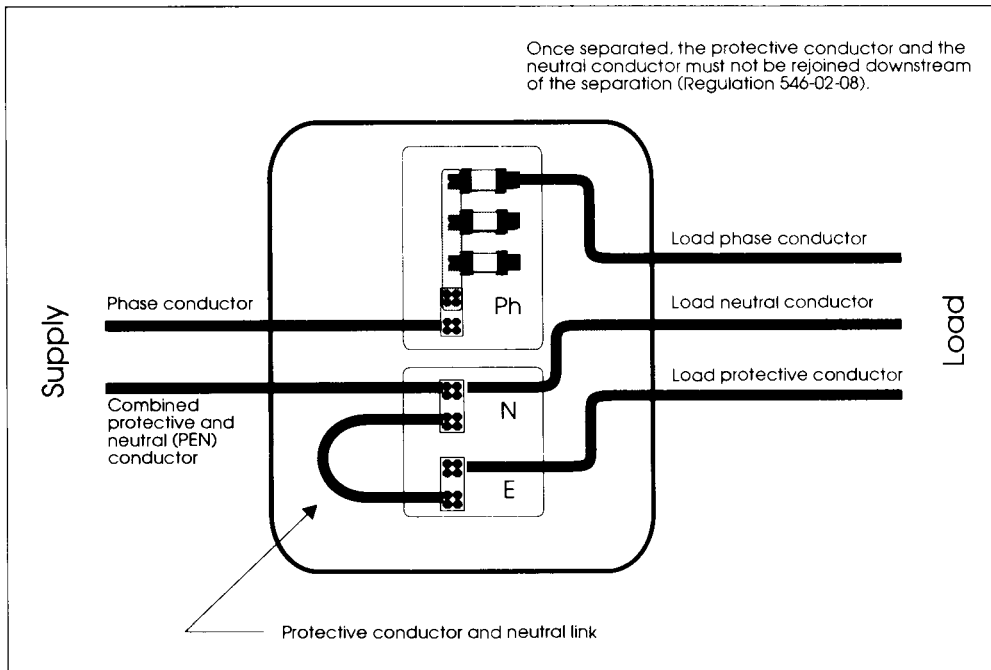 Once separated, the protective conductor and the
neutral conductor must not be rejoined downstream
of the separation (Regulation 546-02-08).
Load phase conductor
Phase conductor
Ph
Load neutral conductor
Supply
Load
Load protective conductor
Combined
protective and
neutral (PEN)
conductor
N
E
Protective conductor and neutral link